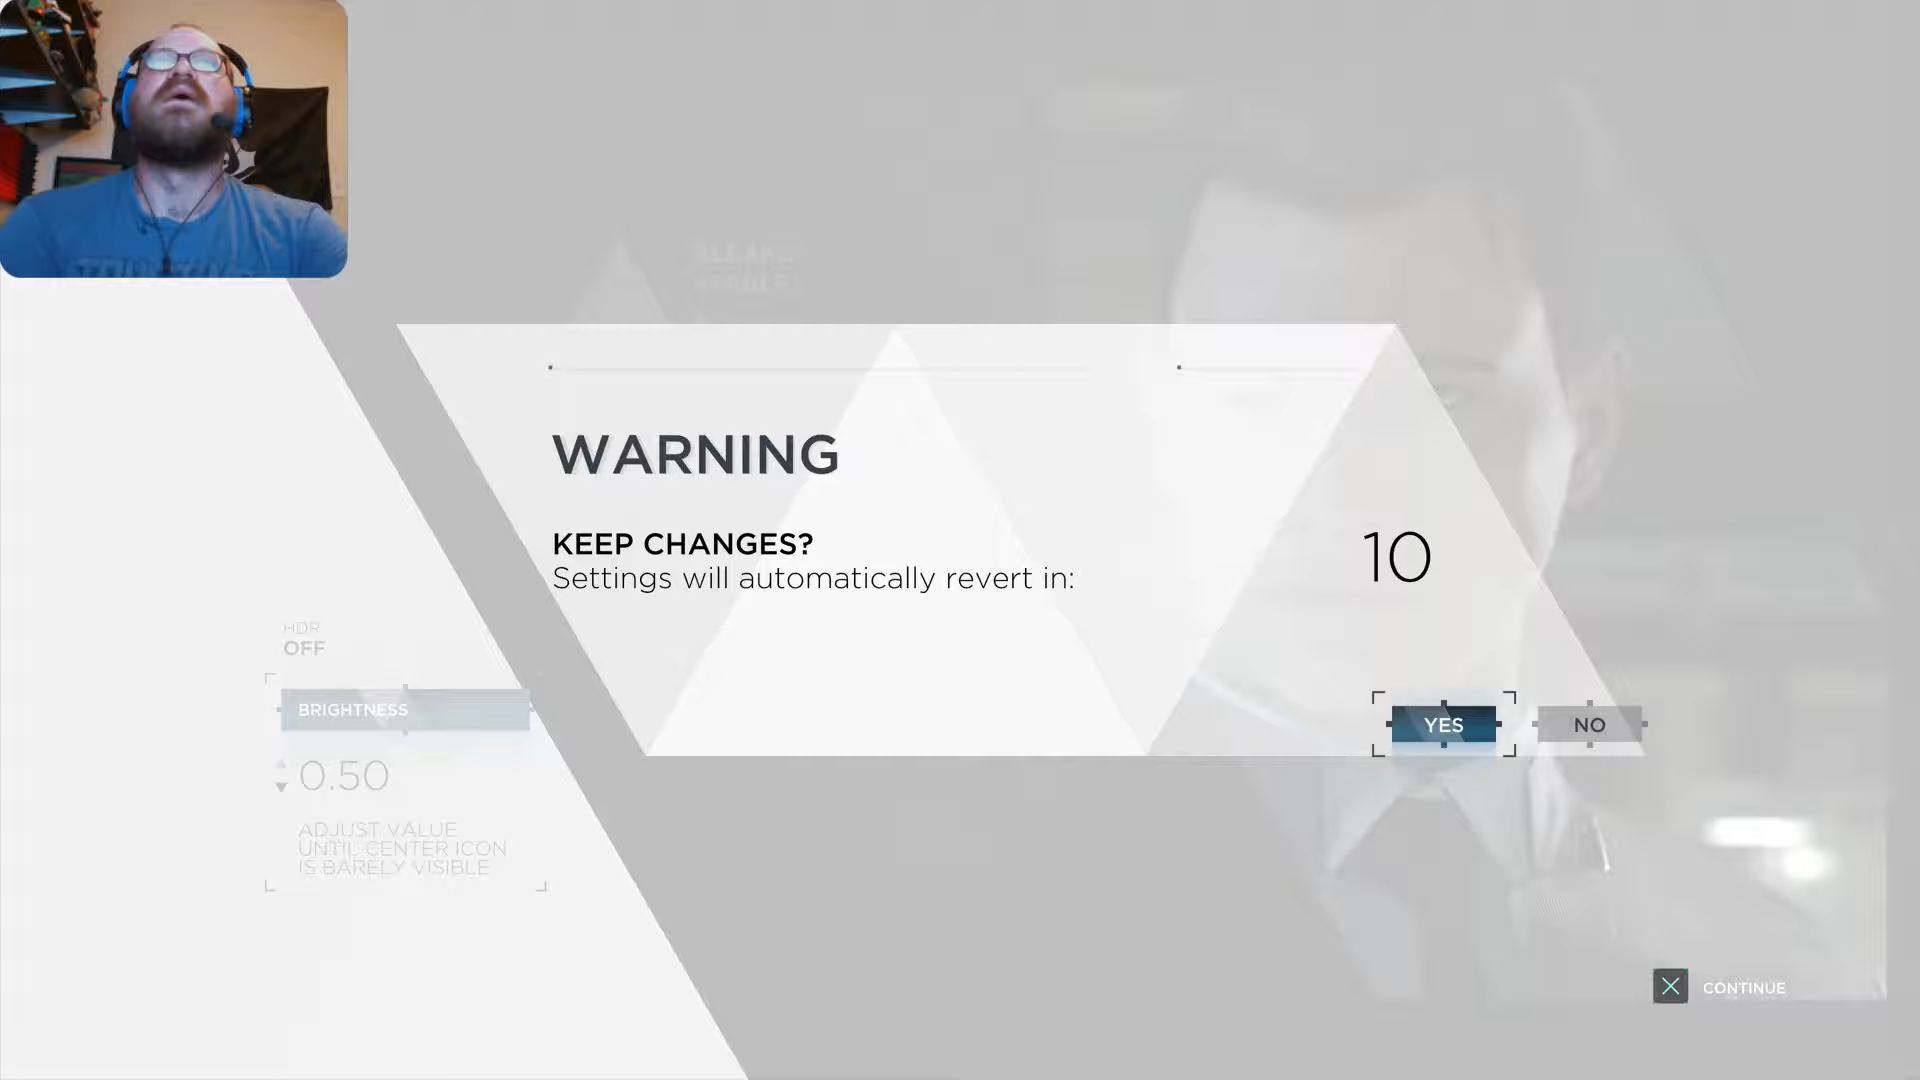 WARNING
KEEP CHANGES?
Settings will automatically revert in:
10
HDR
OFF
BRIGHTNESS
0.50
ADJUST VALUE
UNTIL CENTER ICON
IS BARELY VISIBLE
YES
NO
CONTINUE